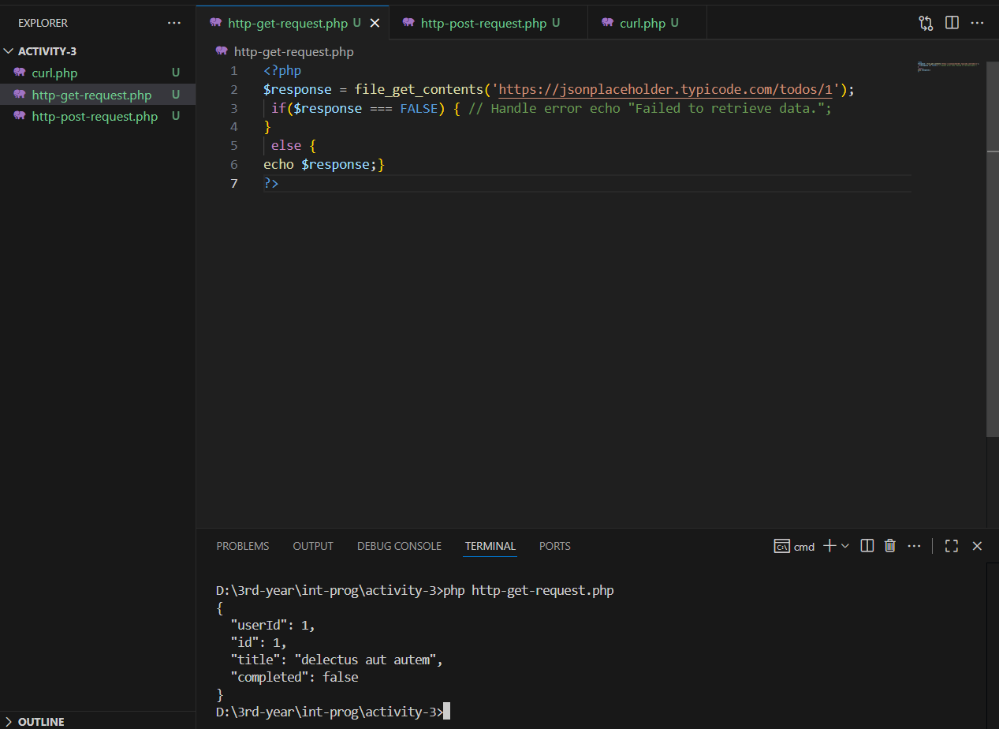 EXPLORER
ACTIVITY-3
curl.php U
http-get-request.php U
http-post-request.php U
OUTLINE
http-get-request.php U
http-post-request.php U
curl.php U
http-get-request.php
1 <?php
2 $response = file_get_contents('https://jsonplaceholder.typicode.com/todos/1');
3 if($response === FALSE) { // Handle error echo "Failed to retrieve data.";
4 }
5 else {
6 echo $response;}
7 ?>
PROBLEMS OUTPUT DEBUG CONSOLE TERMINAL PORTS
cmd
D:\3rd-year\int-prog\activity-3>php http-get-request.php
{
"userId": 1,
"id": 1,
"title": "delectus aut autem",
"completed": false
}
D:\3rd-year\int-prog\activity-3>